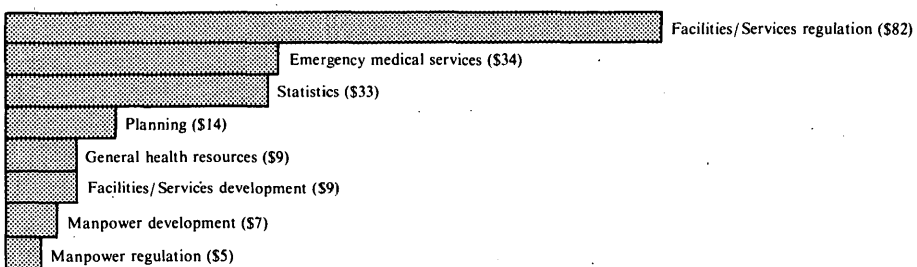 Facilities/Services regulation ($82)
Emergency medical services ($34)
Statistics ($33)
Planning ($14)
General health resources ($9)
Facilities/Services development ($9)
Manpower development ($7)
Manpower regulation ($5)